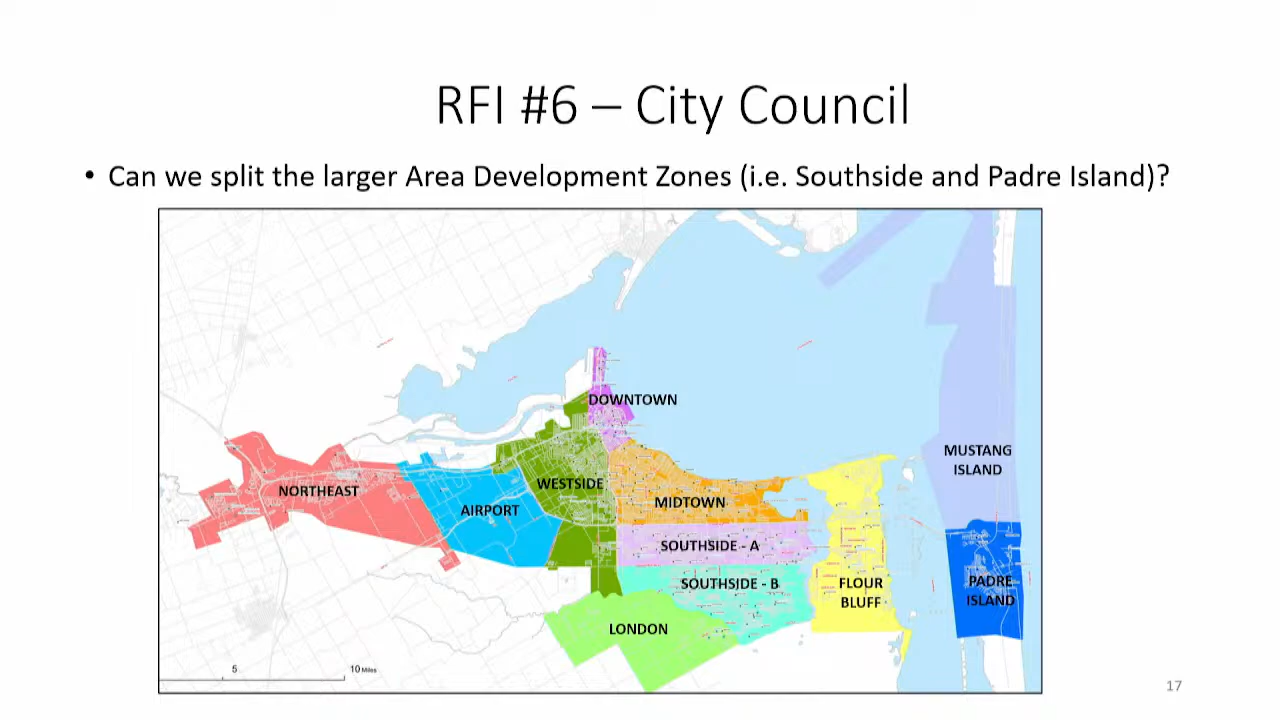 RFI #6 – City Council
• Can we split the larger Area Development Zones (i.e. Southside and Padre Island)?
DOWNTOWN
MUSTANG
ISLAND
WESTSIDE
NORTHEAST
MIDTOWN
AIRPORT
SOUTHSIDE - A
SOUTHSIDE - B
FLOUR
BLUFF
PADRE
ISLAND
LONDON
5
10 Miles
17